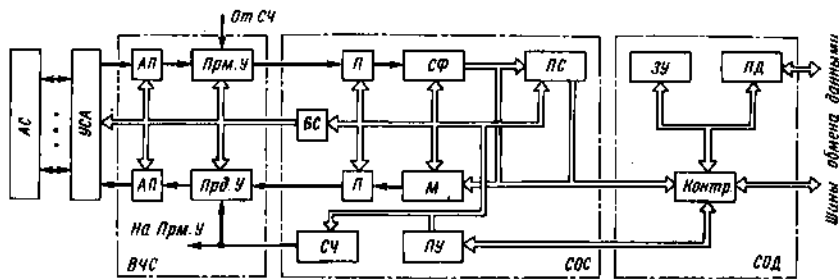 От СЧ
АС
УСА
АП
Прм. У
П
СФ
ПС
ЗУ
ПД
БС
АП
Прд. У
П
М
Контр.
На Прм. У
СЧ
ПУ
ВЧС
СОС
СОД
Шины обмена данными